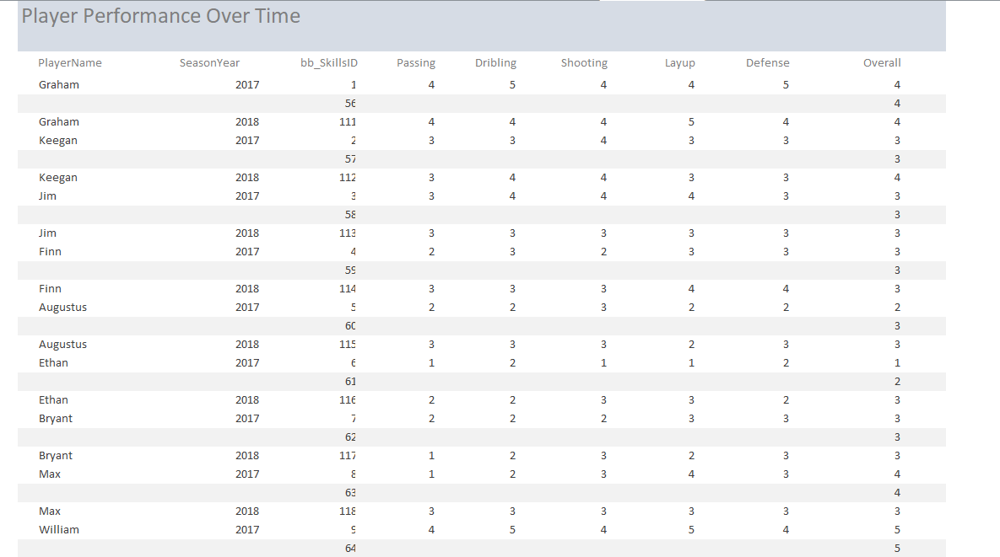 Player Performance Over Time
PlayerName SeasonYear bb_SkillsID Passing Dribling Shooting Layup Defense Overall
Graham 2017 1 4 5 4 4 5 4
56 4
Graham 2018 111 4 4 4 5 4 4
Keegan 2017 2 3 3 4 3 3 3
57 3
Keegan 2018 112 3 4 4 3 3 4
Jim 2017 3 3 4 4 4 3 3
58 3
Jim 2018 113 3 3 3 3 3 3
Finn 2017 4 2 3 2 3 3 3
59 3
Finn 2018 114 3 3 3 4 4 3
Augustus 2017 5 2 2 3 2 2 2
60 3
Augustus 2018 115 3 3 3 2 3 3
Ethan 2017 6 1 2 1 1 2 1
61 2
Ethan 2018 116 2 2 3 3 2 3
Bryant 2017 7 2 2 2 3 3 3
62 3
Bryant 2018 117 1 2 3 2 3 3
Max 2017 8 1 2 3 4 3 4
63 4
Max 2018 118 3 3 3 3 3 3
William 2017 9 4 5 4 5 4 5
64 5